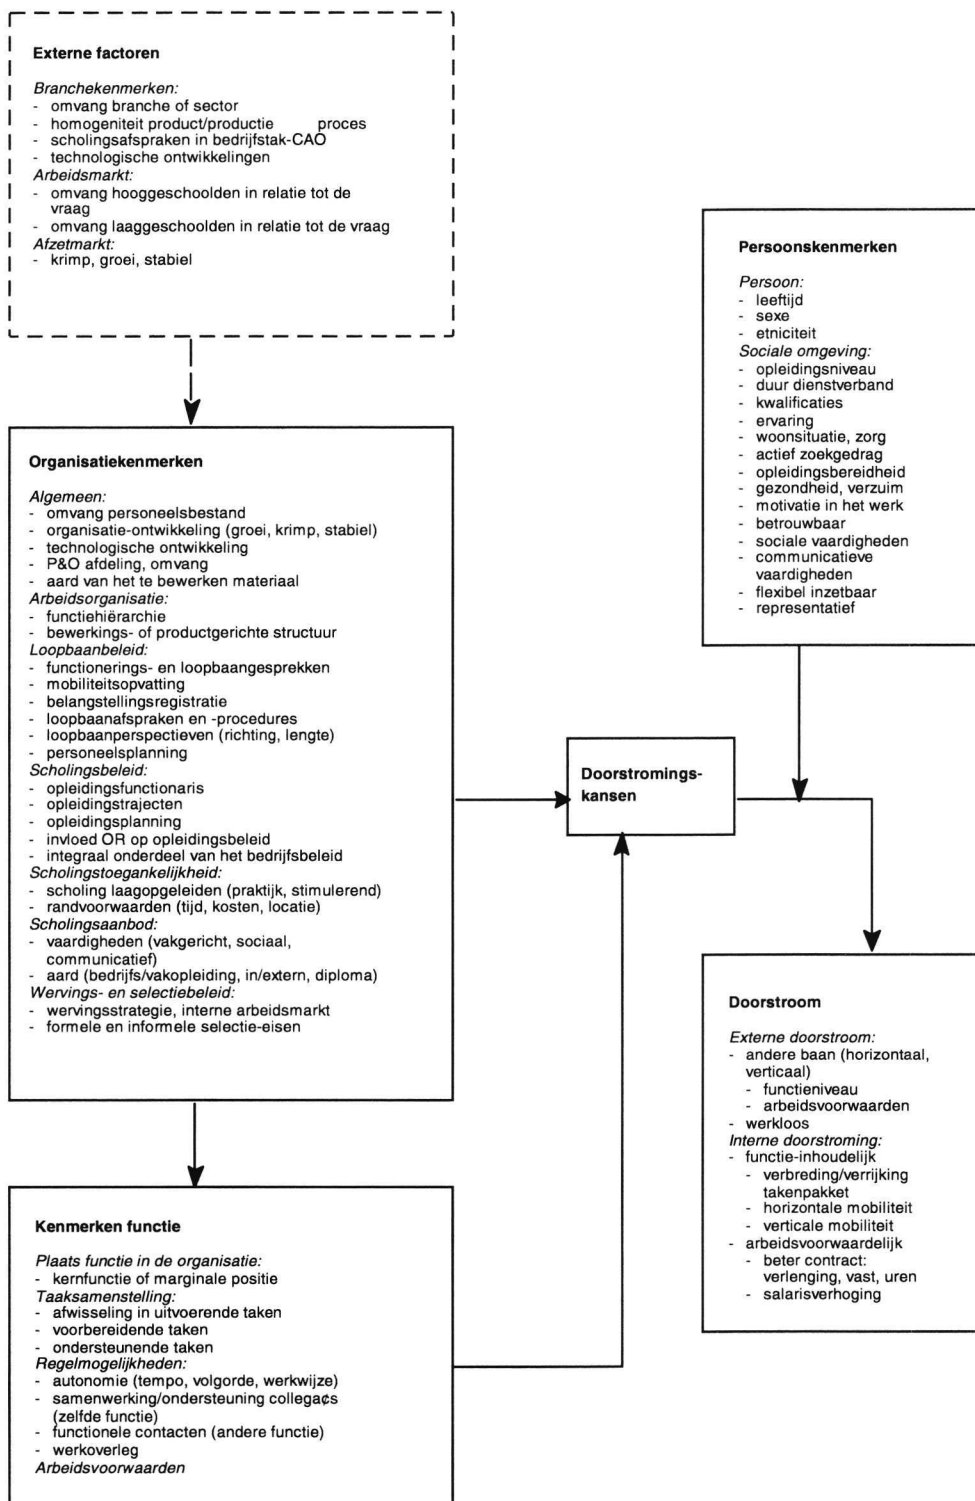 Externe factoren
Branchekenmerken:
- omvang branche of sector
- homogeniteit product/productie proces
- scholingsafspraken in bedrijfstak-CAO
- technologische ontwikkelingen
Arbeidsmarkt:
- omvang hooggeschoolden in relatie tot de
vraag
- omvang laaggeschoolden in relatie tot de vraag
Afzetmarkt:
- krimp, groei, stabiel
Organisatiekenmerken
Algemeen:
- omvang personeelsbestand
- organisatie-ontwikkeling (groei, krimp, stabiel)
- technologische ontwikkeling
- P&O afdeling, omvang
- aard van het te bewerken materiaal
Arbeidsorganisatie:
- functiehiërarchie
- bewerkings- of productgerichte structuur
Loopbaanbeleid:
- functionerings- en loopbaangesprekken
- mobiliteitsopvatting
- belangstellingsregistratie
- loopbaanafspraken en -procedures
- loopbaanperspectieven (richting, lengte)
- personeelsplanning
Scholingsbeleid:
- opleidingsfunctionaris
- opleidingstrajecten
- opleidingsplanning
- invloed OR op opleidingsbeleid
- integraal onderdeel van het bedrijfsbeleid
Scholingstoegankelijkheid:
- scholing laagopgeleiden (praktijk, stimulerend)
- randvoorwaarden (tijd, kosten, locatie)
Scholingsaanbod:
- vaardigheden (vakgericht, sociaal,
communicatief)
- aard (bedrijfs/vakopleiding, in/extern, diploma)
Wervings- en selectiebeleid:
- wervingsstrategie, interne arbeidsmarkt
- formele en informele selectie-eisen
Kenmerken functie
Plaats functie in de organisatie:
- kernfunctie of marginale positie
Taaksamenstelling:
- afwisseling in uitvoerende taken
- voorbereidende taken
- ondersteunende taken
Regelmogelijkheden:
- autonomie (tempo, volgorde, werkwijze)
- samenwerking/ondersteuning collegaçs
(zelfde functie)
- functionele contacten (andere functie)
- werkoverleg
Arbeidsvoorwaarden
Doorstromings-
kansen
Persoonskenmerken
Persoon:
- leeftijd
- sexe
- etniciteit
Sociale omgeving:
- opleidingsniveau
- duur dienstverband
- kwalificaties
- ervaring
- woonsituatie, zorg
- actief zoekgedrag
- opleidingsbereidheid
- gezondheid, verzuim
- motivatie in het werk
- betrouwbaar
- sociale vaardigheden
- communicatieve
vaardigheden
- flexibel inzetbaar
- representatief
Doorstroom
Externe doorstroom:
- andere baan (horizontaal,
verticaal)
- functieniveau
- arbeidsvoorwaarden
- werkloos
Interne doorstroming:
- functie-inhoudelijk
- verbreding/verrijking
takenpakket
- horizontale mobiliteit
- verticale mobiliteit
- arbeidsvoorwaardelijk
- beter contract:
verlenging, vast, uren
- salarisverhoging